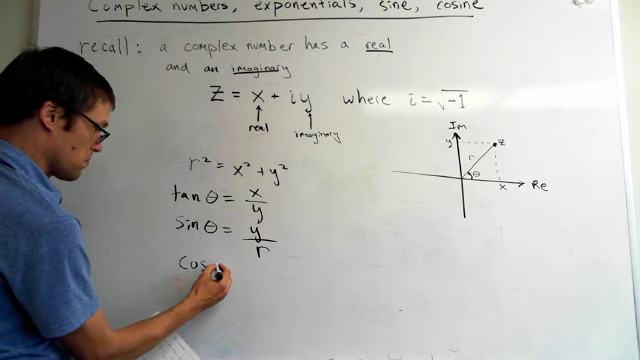 Complex numbers, exponentials, sine, cosine
recall: a complex number has a real
and an imaginary
Z = x + iy where i = √-1
real
imaginary
r² = x² + y²
tan θ = x/y
sin θ = y/r
cos
Im
y
z
r
θ
x
Re